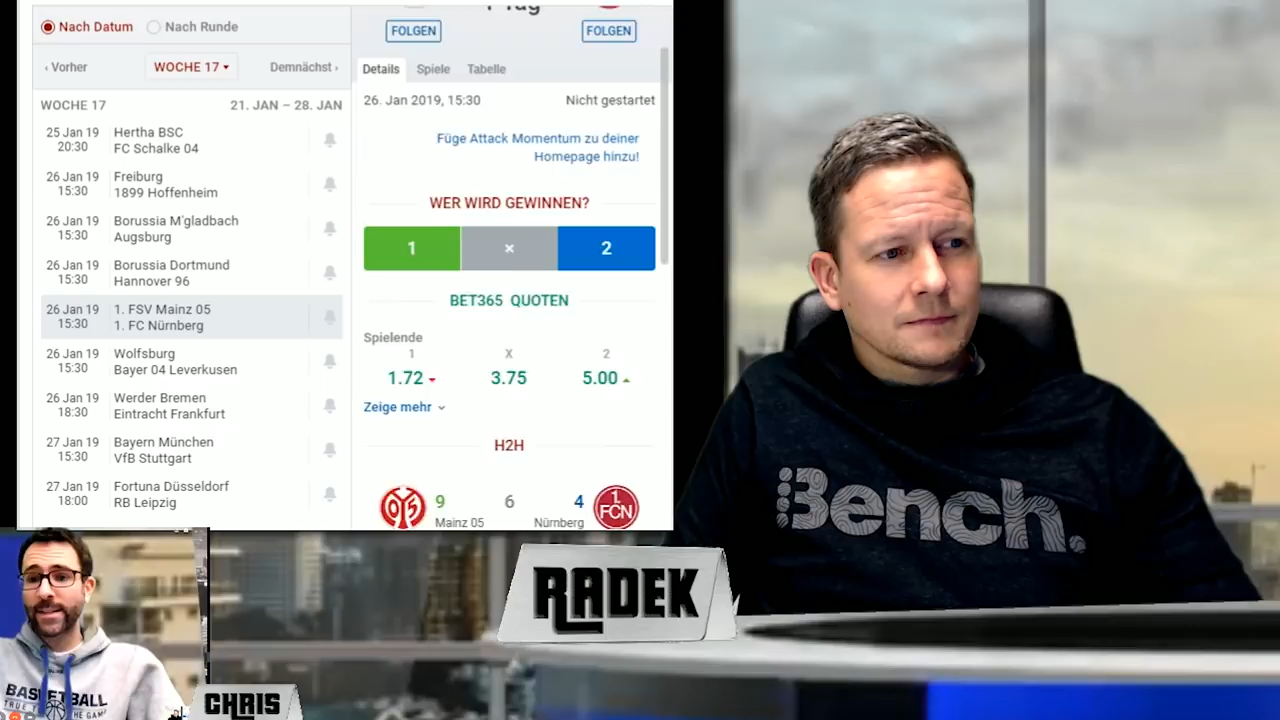 1 Tag
FOLGEN
FOLGEN
Nach Datum
Nach Runde
‹ Vorher
WOCHE 17
Demnächst ›
WOCHE 17
21. JAN – 28. JAN
25 Jan 19
20:30
Hertha BSC
FC Schalke 04
26 Jan 19
15:30
Freiburg
1899 Hoffenheim
26 Jan 19
15:30
Borussia M'gladbach
Augsburg
26 Jan 19
15:30
Borussia Dortmund
Hannover 96
26 Jan 19
15:30
1. FSV Mainz 05
1. FC Nürnberg
26 Jan 19
15:30
Wolfsburg
Bayer 04 Leverkusen
26 Jan 19
18:30
Werder Bremen
Eintracht Frankfurt
27 Jan 19
15:30
Bayern München
VfB Stuttgart
27 Jan 19
18:00
Fortuna Düsseldorf
RB Leipzig
Details
Spiele
Tabelle
26. Jan 2019, 15:30
Nicht gestartet
Füge Attack Momentum zu deiner
Homepage hinzu!
WER WIRD GEWINNEN?
1
×
2
BET365 QUOTEN
Spielende
1
X
2
1.72
3.75
5.00
Zeige mehr
H2H
9
6
4
1.
FCN
Mainz 05
Nürnberg
Bench.
RADEK
BASKETBALL
TRUE THE GAME
CHRIS